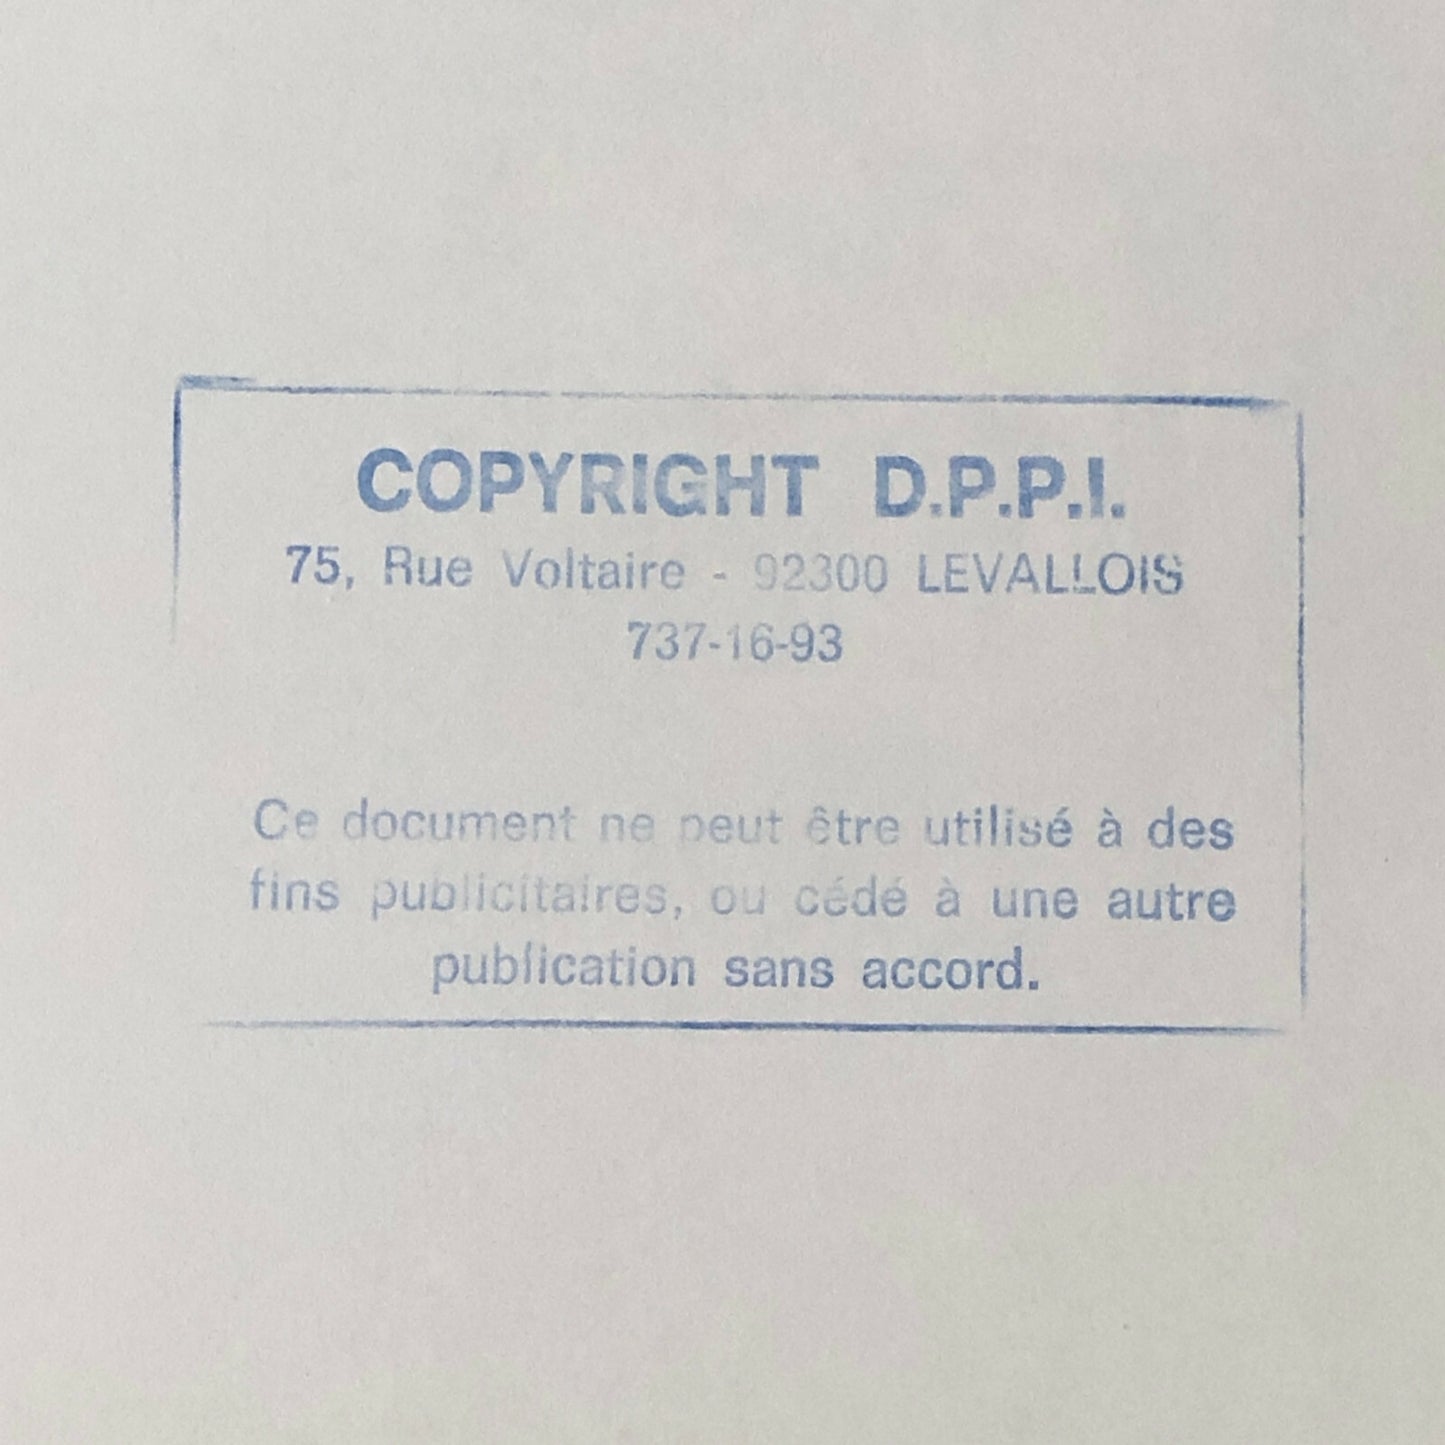 COPYRIGHT D.P.P.I.
75, Rue Voltaire - 92300 LEVALLOIS
737-16-93
Ce document ne peut être utilisé à des
fins publicitaires, ou cédé à une autre
publication sans accord.